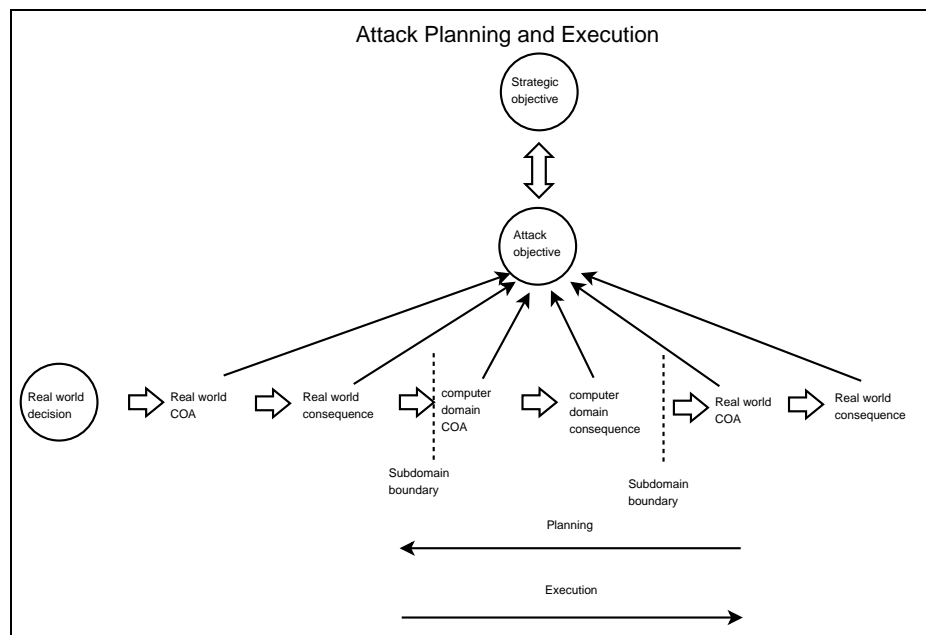 Attack Planning and Execution
Strategic
objective
Attack
objective
Real world
decision
Real world
COA
Real world
consequence
computer
domain
COA
computer
domain
consequence
Real world
COA
Real world
consequence
Subdomain
boundary
Subdomain
boundary
Planning
Execution